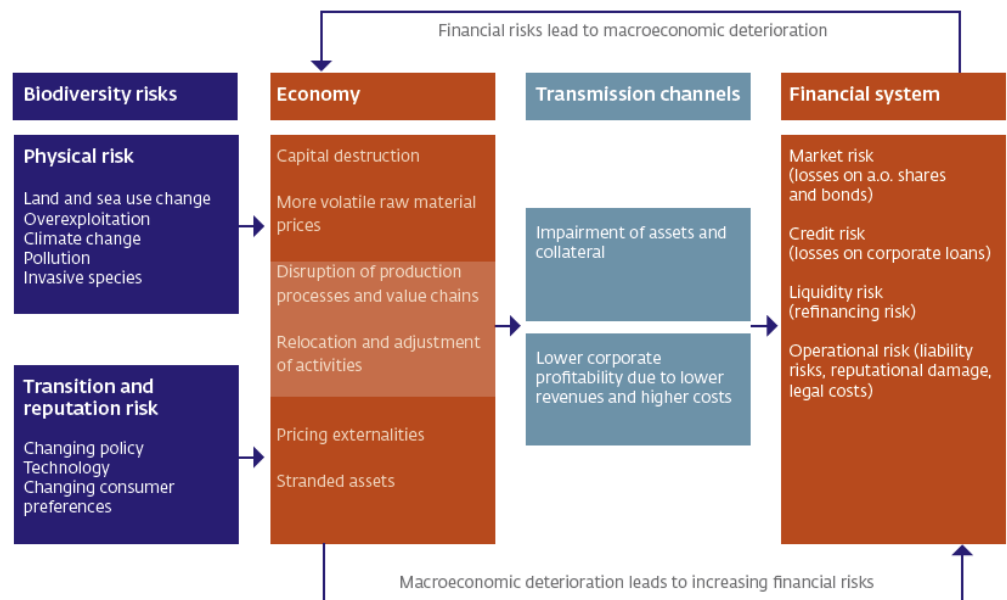 Financial risks lead to macroeconomic deterioration
Biodiversity risks
Economy
Transmission channels
Financial system
Physical risk
Land and sea use change
Overexploitation
Climate change
Pollution
Invasive species
Transition and
reputation risk
Changing policy
Technology
Changing consumer
preferences
Capital destruction
More volatile raw material
prices
Disruption of production
processes and value chains
Relocation and adjustment
of activities
Pricing externalities
Stranded assets
Impairment of assets and
collateral
Lower corporate
profitability due to lower
revenues and higher costs
Market risk
(losses on a.o. shares
and bonds)
Credit risk
(losses on corporate loans)
Liquidity risk
(refinancing risk)
Operational risk (liability
risks, reputational damage,
legal costs)
Macroeconomic deterioration leads to increasing financial risks